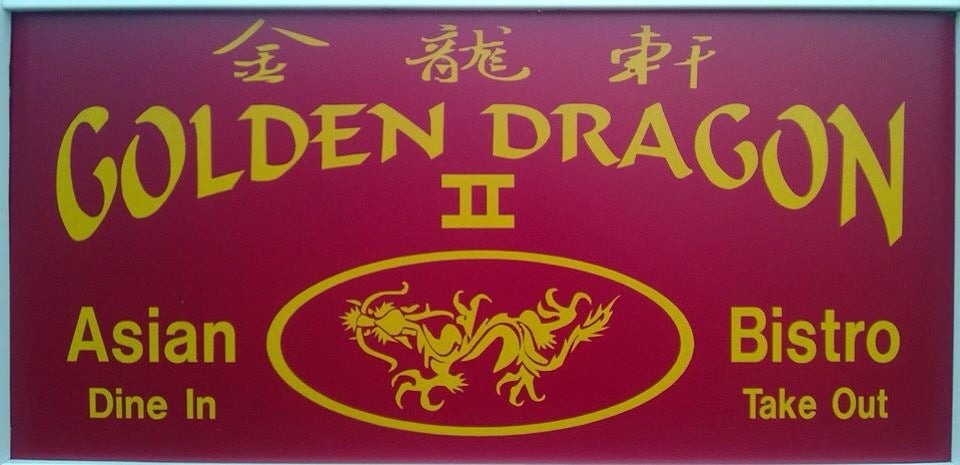 金龍軒
GOLDEN DRAGON
II
Asian Bistro
Dine In Take Out